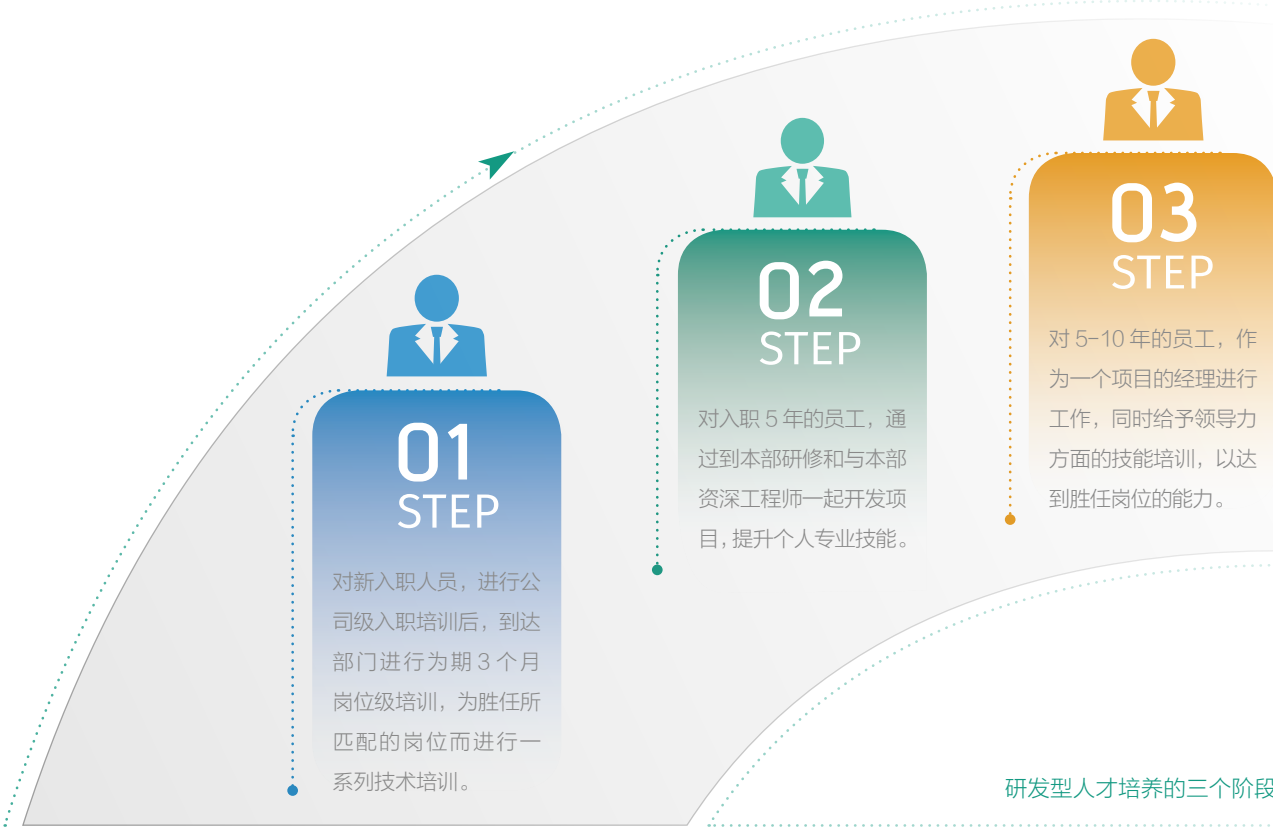 01
STEP
对新入职人员，进行公
司级入职培训后，到达
部门进行为期 3 个月
岗位级培训，为胜任所
匹配的岗位而进行一
系列技术培训。
02
STEP
对入职 5 年的员工，通
过到本部研修和与本部
资深工程师一起开发项
目，提升个人专业技能。
03
STEP
对 5-10 年的员工，作
为一个项目的经理进行
工作，同时给予领导力
方面的技能培训，以达
到胜任岗位的能力。
研发型人才培养的三个阶段